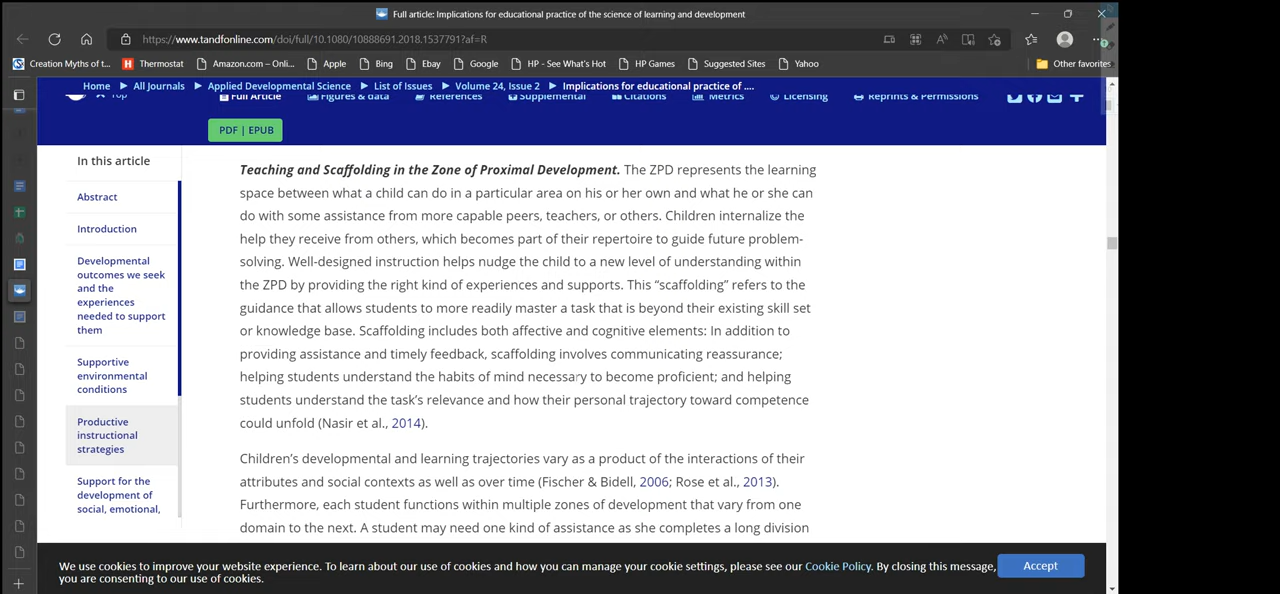 Full article: Implications for educational practice of the science of learning and development
https://www.tandfonline.com/doi/full/10.1080/10888691.2018.1537791?af=R
Creation Myths of t... Thermostat Amazon.com – Onli... Apple Bing Ebay Google HP - See What's Hot HP Games Suggested Sites Yahoo Other favorites
Home All Journals Applied Developmental Science List of Issues Volume 24, Issue 2 Implications for educational practice of ....
Top Full Article Figures & data References Supplemental Citations Metrics Licensing Reprints & Permissions
PDF | EPUB
In this article
Abstract
Introduction
Developmental
outcomes we seek
and the
experiences
needed to support
them
Supportive
environmental
conditions
Productive
instructional
strategies
Support for the
development of
social, emotional,
Teaching and Scaffolding in the Zone of Proximal Development. The ZPD represents the learning
space between what a child can do in a particular area on his or her own and what he or she can
do with some assistance from more capable peers, teachers, or others. Children internalize the
help they receive from others, which becomes part of their repertoire to guide future problem-
solving. Well-designed instruction helps nudge the child to a new level of understanding within
the ZPD by providing the right kind of experiences and supports. This “scaffolding” refers to the
guidance that allows students to more readily master a task that is beyond their existing skill set
or knowledge base. Scaffolding includes both affective and cognitive elements: In addition to
providing assistance and timely feedback, scaffolding involves communicating reassurance;
helping students understand the habits of mind necessary to become proficient; and helping
students understand the task’s relevance and how their personal trajectory toward competence
could unfold (Nasir et al., 2014).
Children’s developmental and learning trajectories vary as a product of the interactions of their
attributes and social contexts as well as over time (Fischer & Bidell, 2006; Rose et al., 2013).
Furthermore, each student functions within multiple zones of development that vary from one
domain to the next. A student may need one kind of assistance as she completes a long division
We use cookies to improve your website experience. To learn about our use of cookies and how you can manage your cookie settings, please see our Cookie Policy. By closing this message,
you are consenting to our use of cookies.
Accept